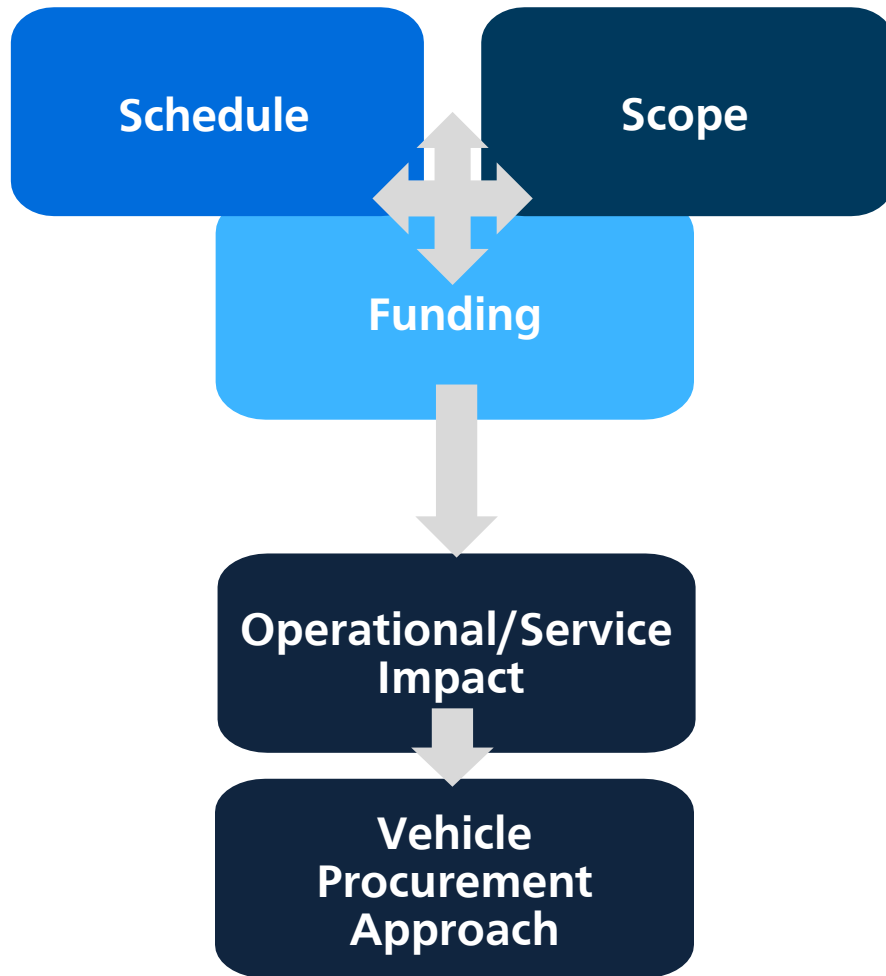 Schedule
Scope
Funding
Operational/Service
Impact
Vehicle
Procurement
Approach